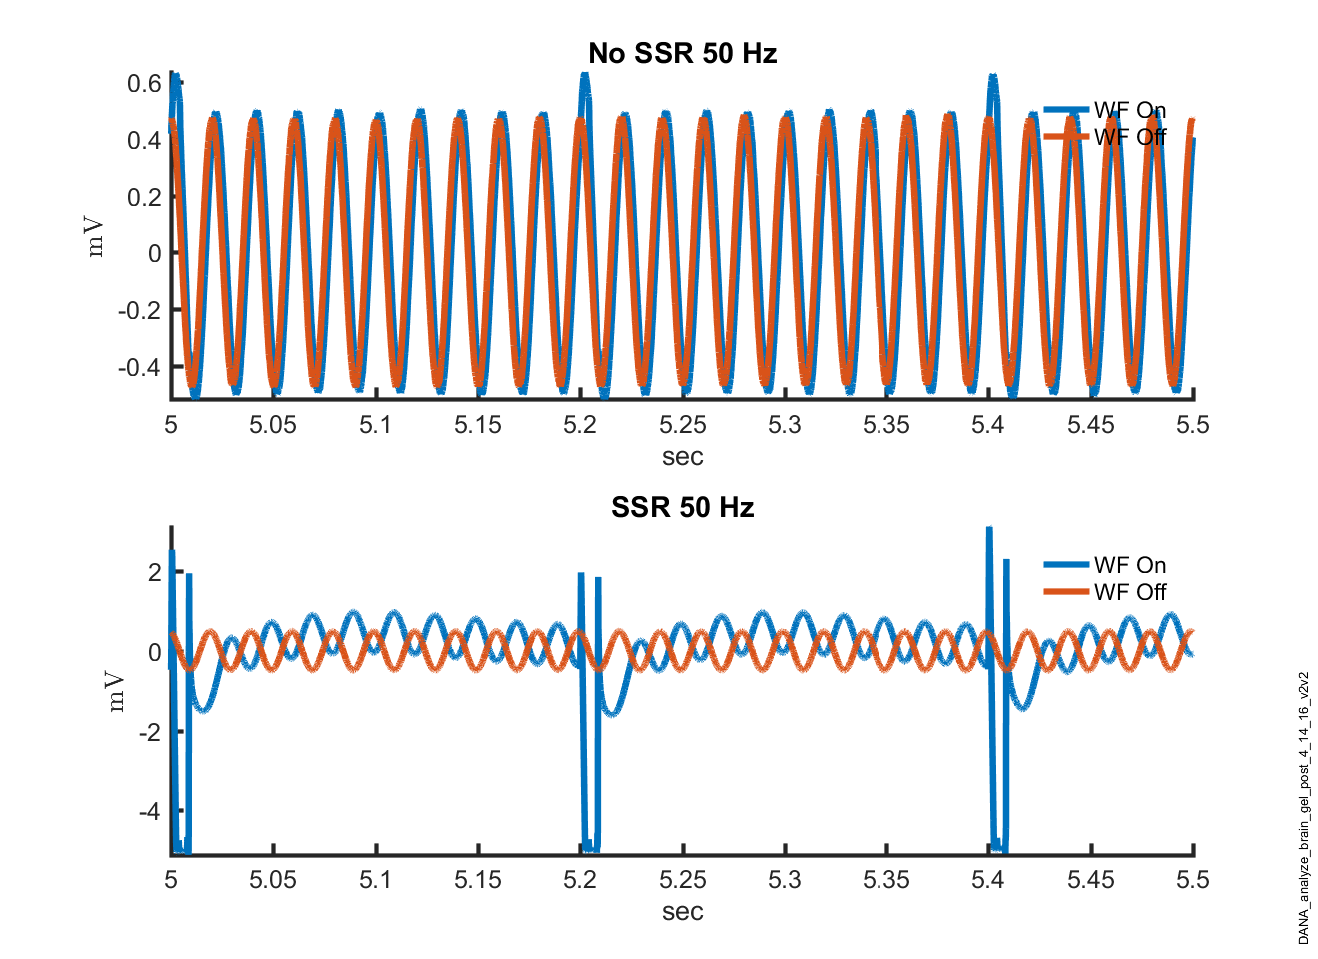 No SSR 50 Hz
WF On
WF Off
0.6
0.4
0.2
0
-0.2
-0.4
mV
5 5.05 5.1 5.15 5.2 5.25 5.3 5.35 5.4 5.45 5.5
sec
SSR 50 Hz
WF On
WF Off
2
0
-2
-4
mV
5 5.05 5.1 5.15 5.2 5.25 5.3 5.35 5.4 5.45 5.5
sec
DANA_analyze_brain_gel_post_4_14_16_v2v2